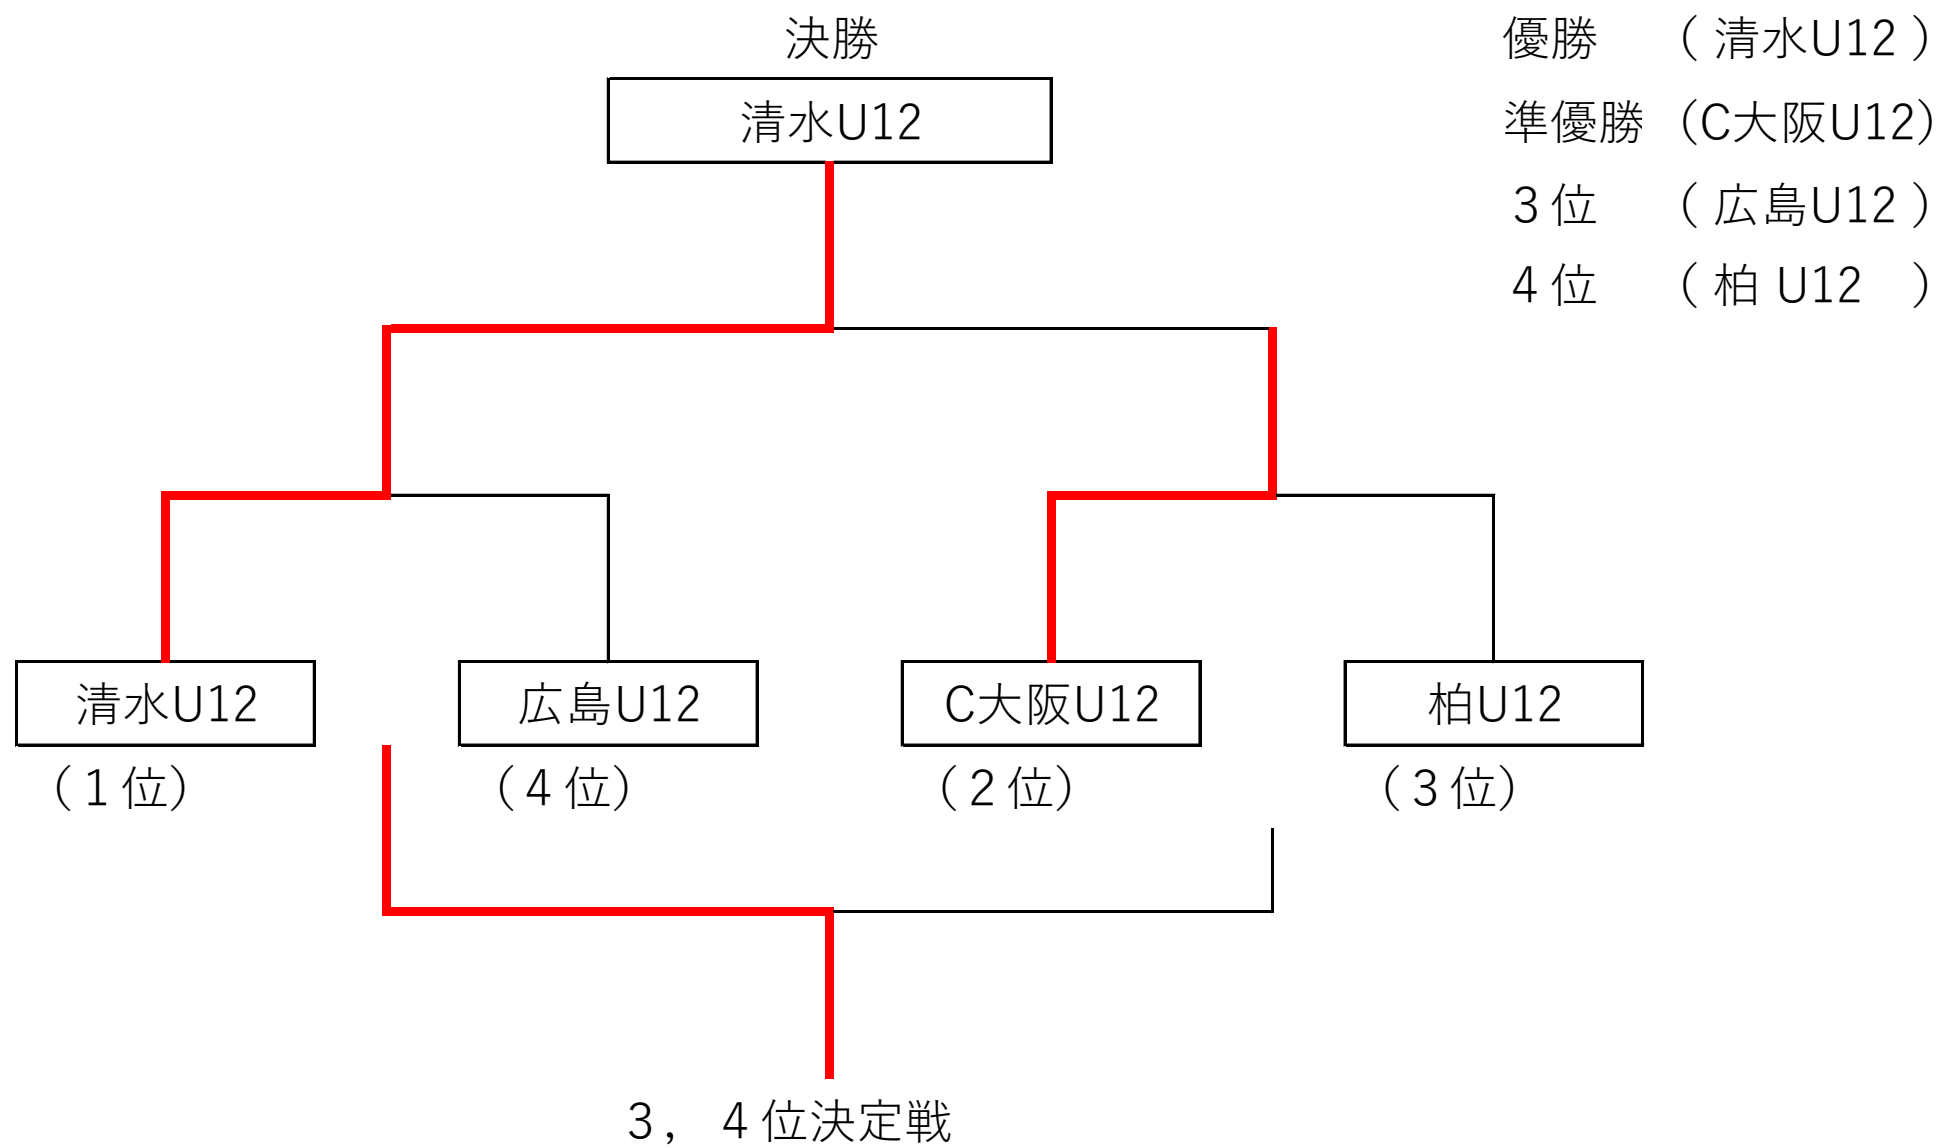 決勝
清水U12
優勝 （ 清水U12 ）
準優勝 （C大阪U12）
３位 （ 広島U12 ）
４位 （ 柏 U12 ）
清水U12
広島U12
C大阪U12
柏U12
（１位）
（４位）
（２位）
（３位）
３，４位決定戦